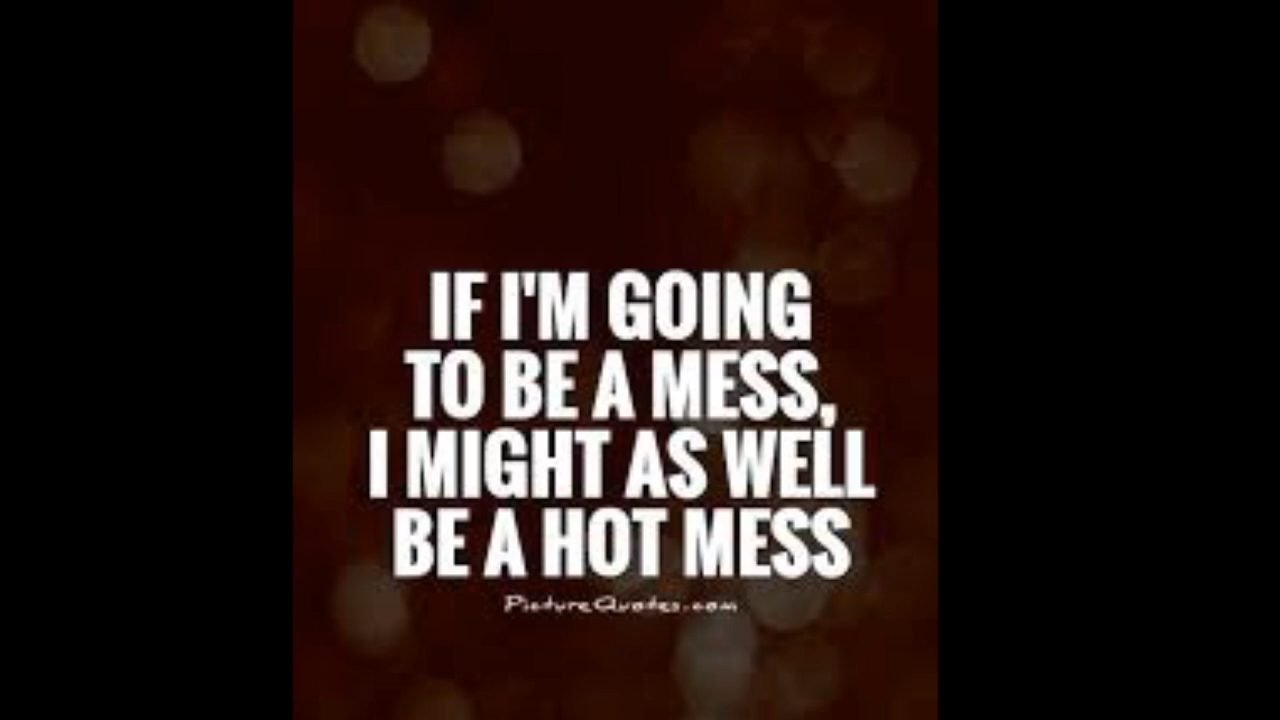 IF I'M GOING
TO BE A MESS,
I MIGHT AS WELL
BE A HOT MESS
PictureQuotes.com